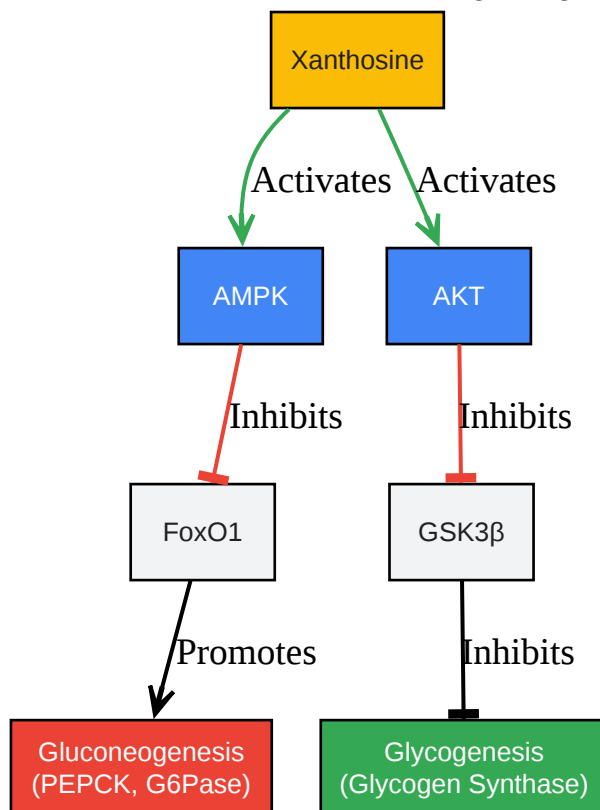 Xanthosine
Activates Activates
AMPK AKT
Inhibits Inhibits
FoxO1 GSK3β
Promotes Inhibits
Gluconeogenesis
(PEPCK, G6Pase)
Glycogenesis
(Glycogen Synthase)